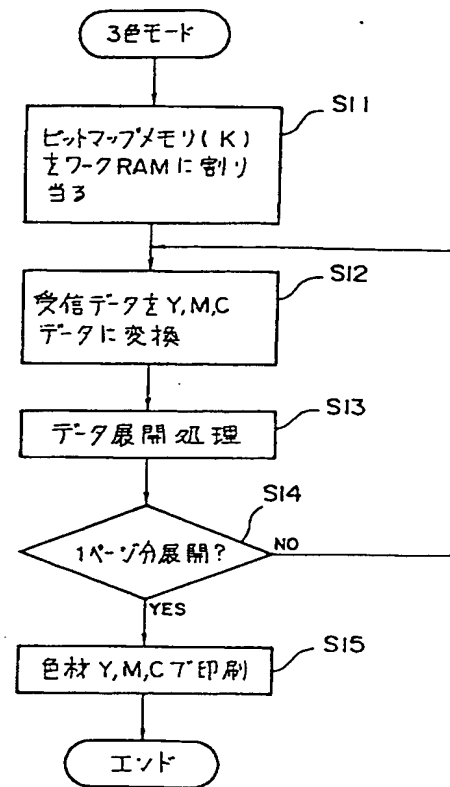 3色モード
S11
ビットマップメモリ(K)
をワークRAMに割り
当る
S12
受信データをY,M,C
データに変換
S13
データ展開処理
S14
1ページ分展開?
NO
YES
S15
色材Y,M,Cで印刷
エンド